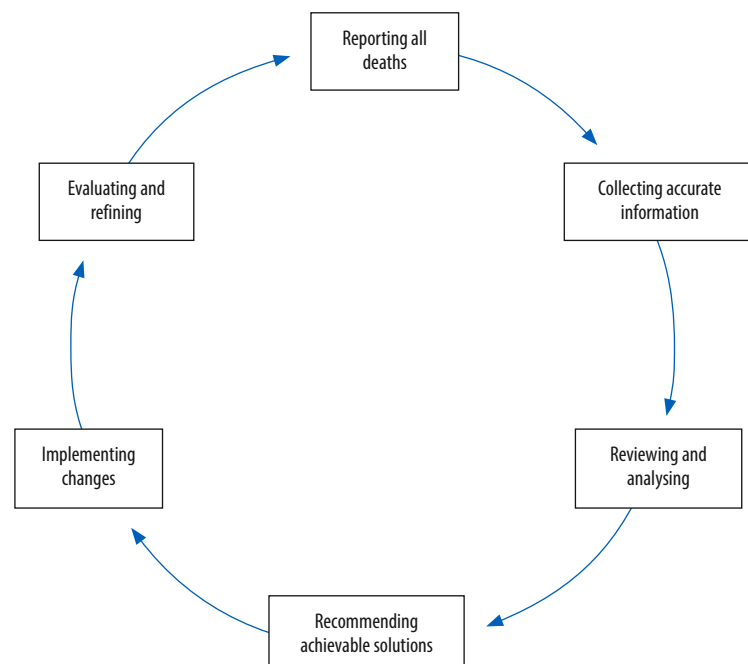 Reporting all
deaths
Collecting accurate
information
Reviewing and
analysing
Recommending
achievable solutions
Implementing
changes
Evaluating and
refining